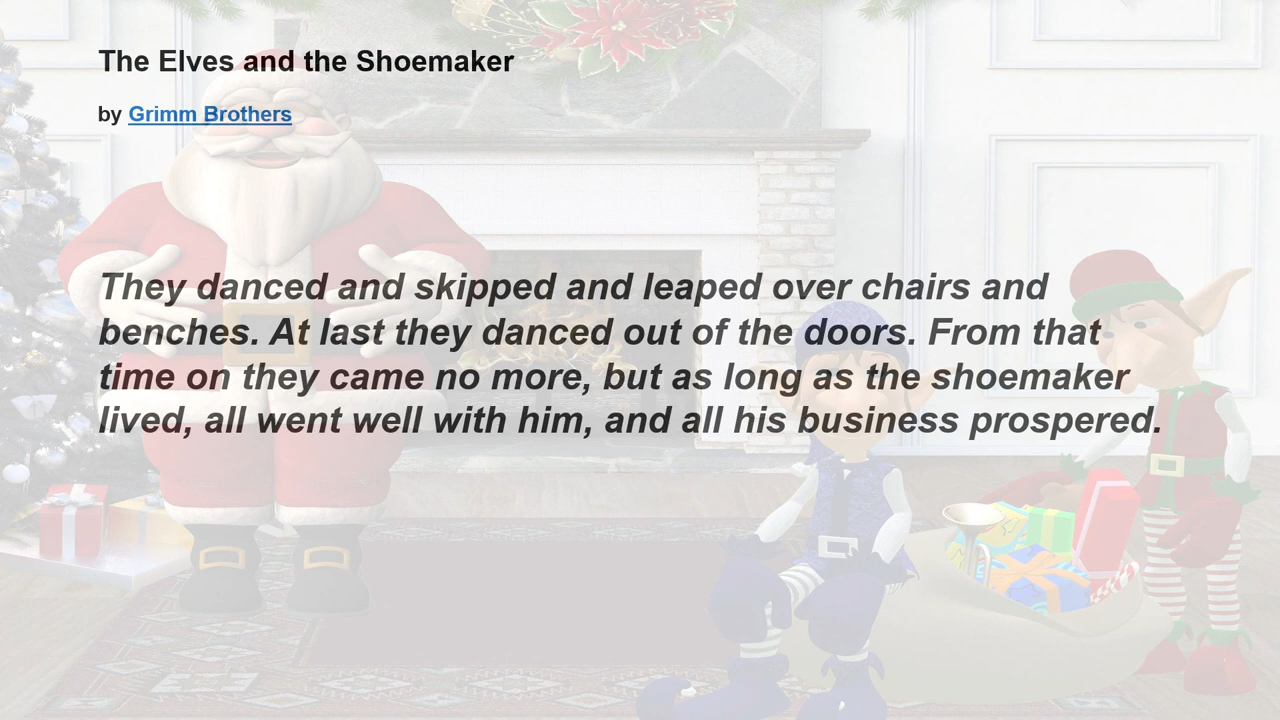 The Elves and the Shoemaker
by Grimm Brothers
They danced and skipped and leaped over chairs and
benches. At last they danced out of the doors. From that
time on they came no more, but as long as the shoemaker
lived, all went well with him, and all his business prospered.